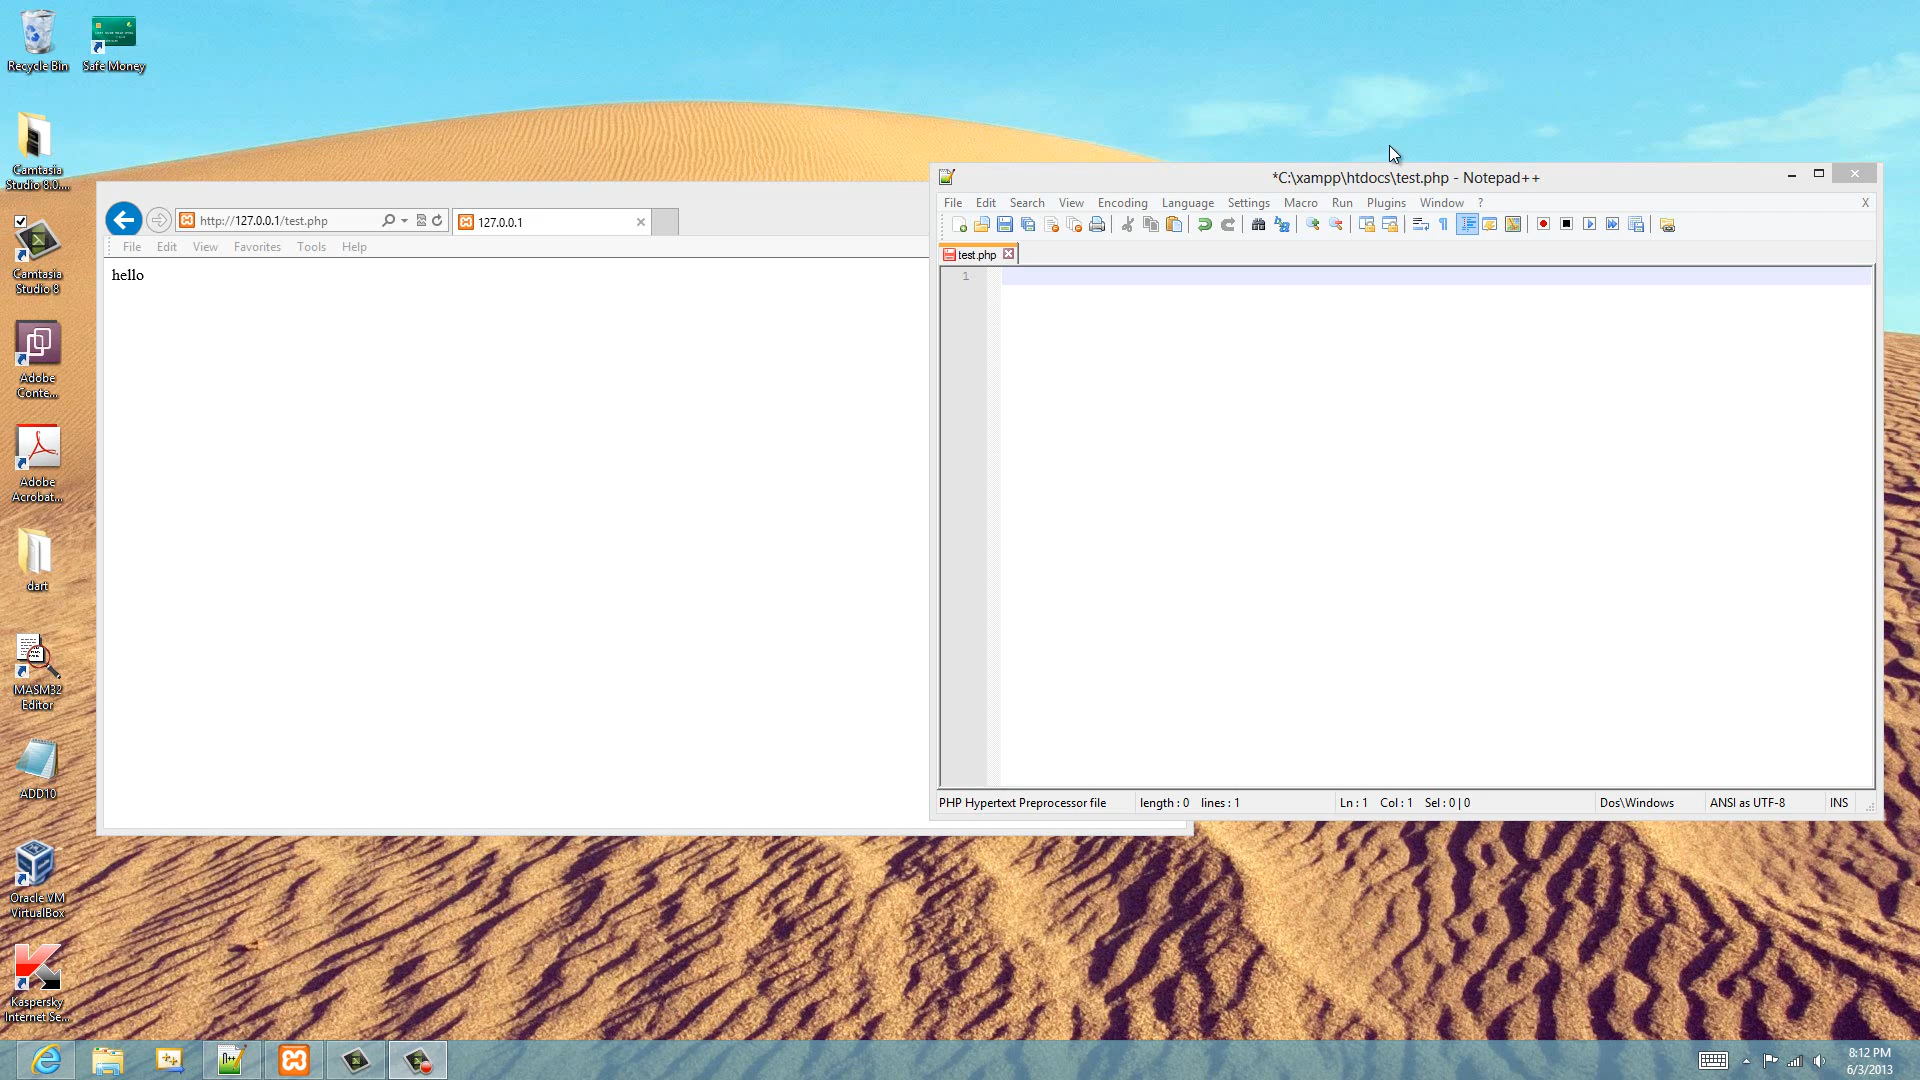 Recycle Bin
Safe Money
Camtasia
Studio 8.0....
Camtasia
Studio 8
Adobe
Conte...
Adobe
Acrobat...
dart
MASM32
Editor
ADD10
Oracle VM
VirtualBox
Kaspersky
Internet Se...
http://127.0.0.1/test.php
127.0.0.1
File Edit View Favorites Tools Help
hello
*C:\xampp\htdocs\test.php - Notepad++
File Edit Search View Encoding Language Settings Macro Run Plugins Window ? X
test.php
1
PHP Hypertext Preprocessor file length : 0 lines : 1 Ln : 1 Col : 1 Sel : 0 | 0 Dos\Windows ANSI as UTF-8 INS
8:12 PM
6/3/2013